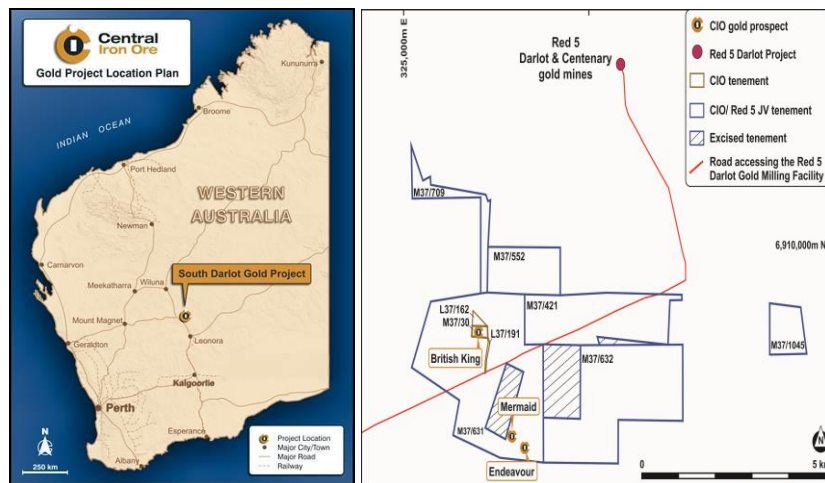 Central
Iron Ore
Gold Project Location Plan
Kununurra
Broome
INDIAN OCEAN
Port Hedland
WESTERN
AUSTRALIA
Newman
South Darlot Gold Project
Carnarvon
Wiluna
Meekatharra
Mount Magnet
Leonora
Geraldton
Kalgoorlie
Perth
Esperance
Albany
N
250 km
Project Location
Major City/Town
Major Road
Railway
325,000m E
Red 5
Darlot & Centenary
gold mines
CIO gold prospect
Red 5 Darlot Project
CIO tenement
CIO/ Red 5 JV tenement
Excised tenement
Road accessing the Red 5
Darlot Gold Milling Facility
M37/709
6,910,000m N
M37/552
L37/162
M37/421
M37/30
L37/191
British King
M37/632
M37/1045
Mermaid
M37/631
Endeavour
N
0
5 km